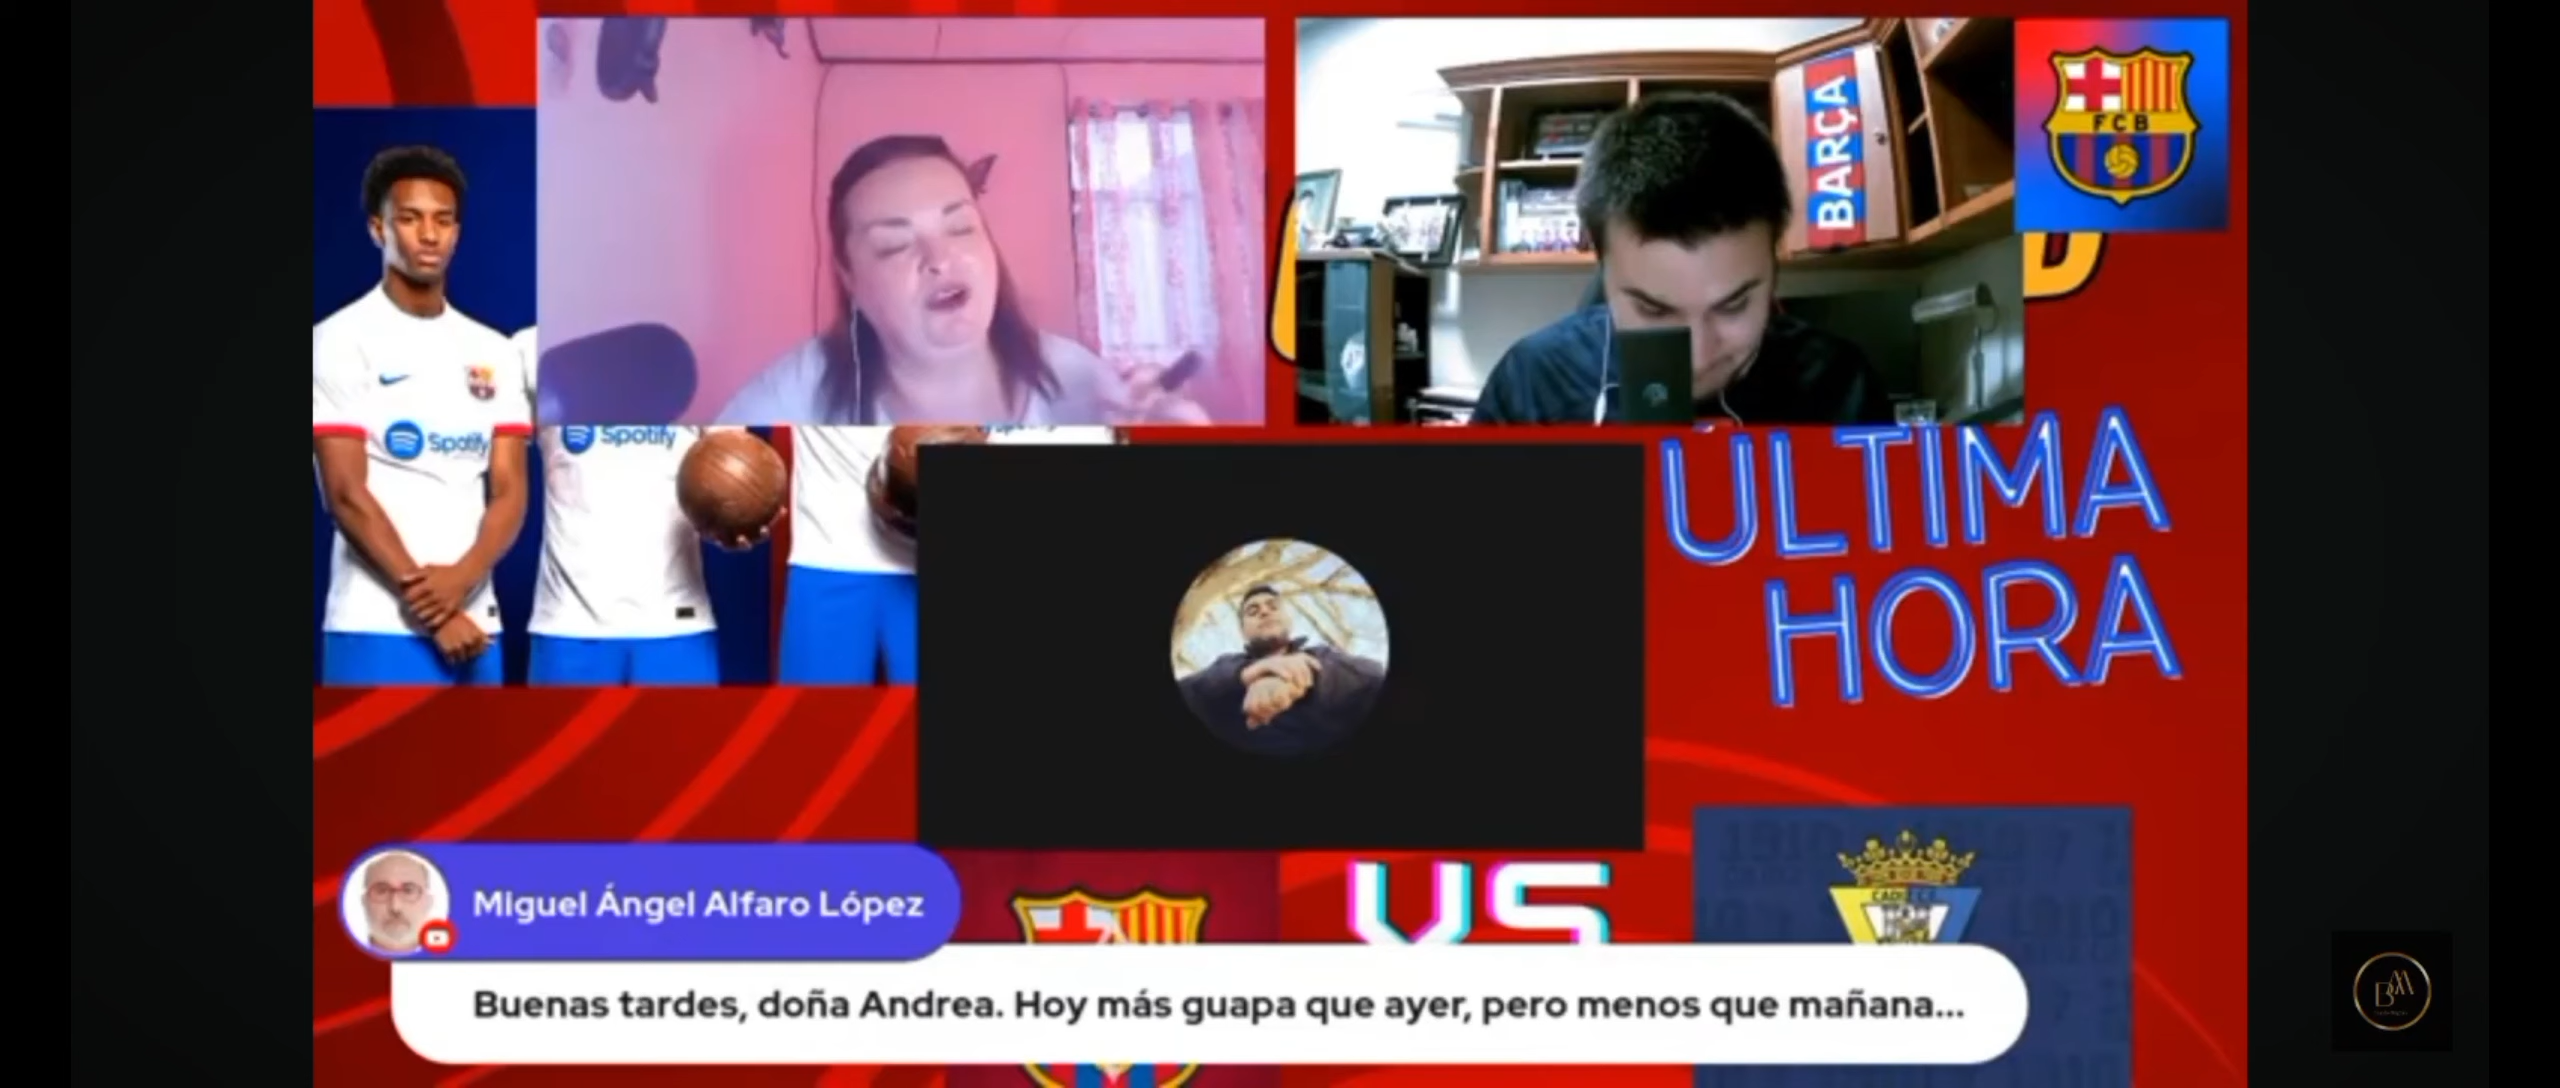 BARÇA
FCB
Spotify
Spotify
ÚLTIMA
HORA
Miguel Ángel Alfaro López
VS
Buenas tardes, doña Andrea. Hoy más guapa que ayer, pero menos que mañana...